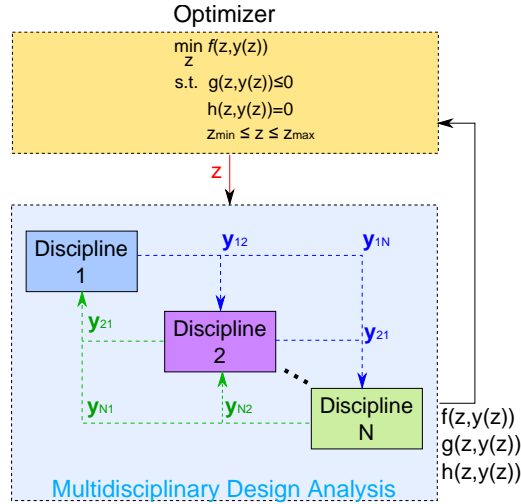 Optimizer
min f(z,y(z))
z
s.t. g(z,y(z))≤0
h(z,y(z))=0
zmin ≤ z ≤ zmax
z
Discipline
1
y12
y1N
y21
Discipline
2
y21
yN1
yN2
Discipline
N
f(z,y(z))
g(z,y(z))
h(z,y(z))
Multidisciplinary Design Analysis